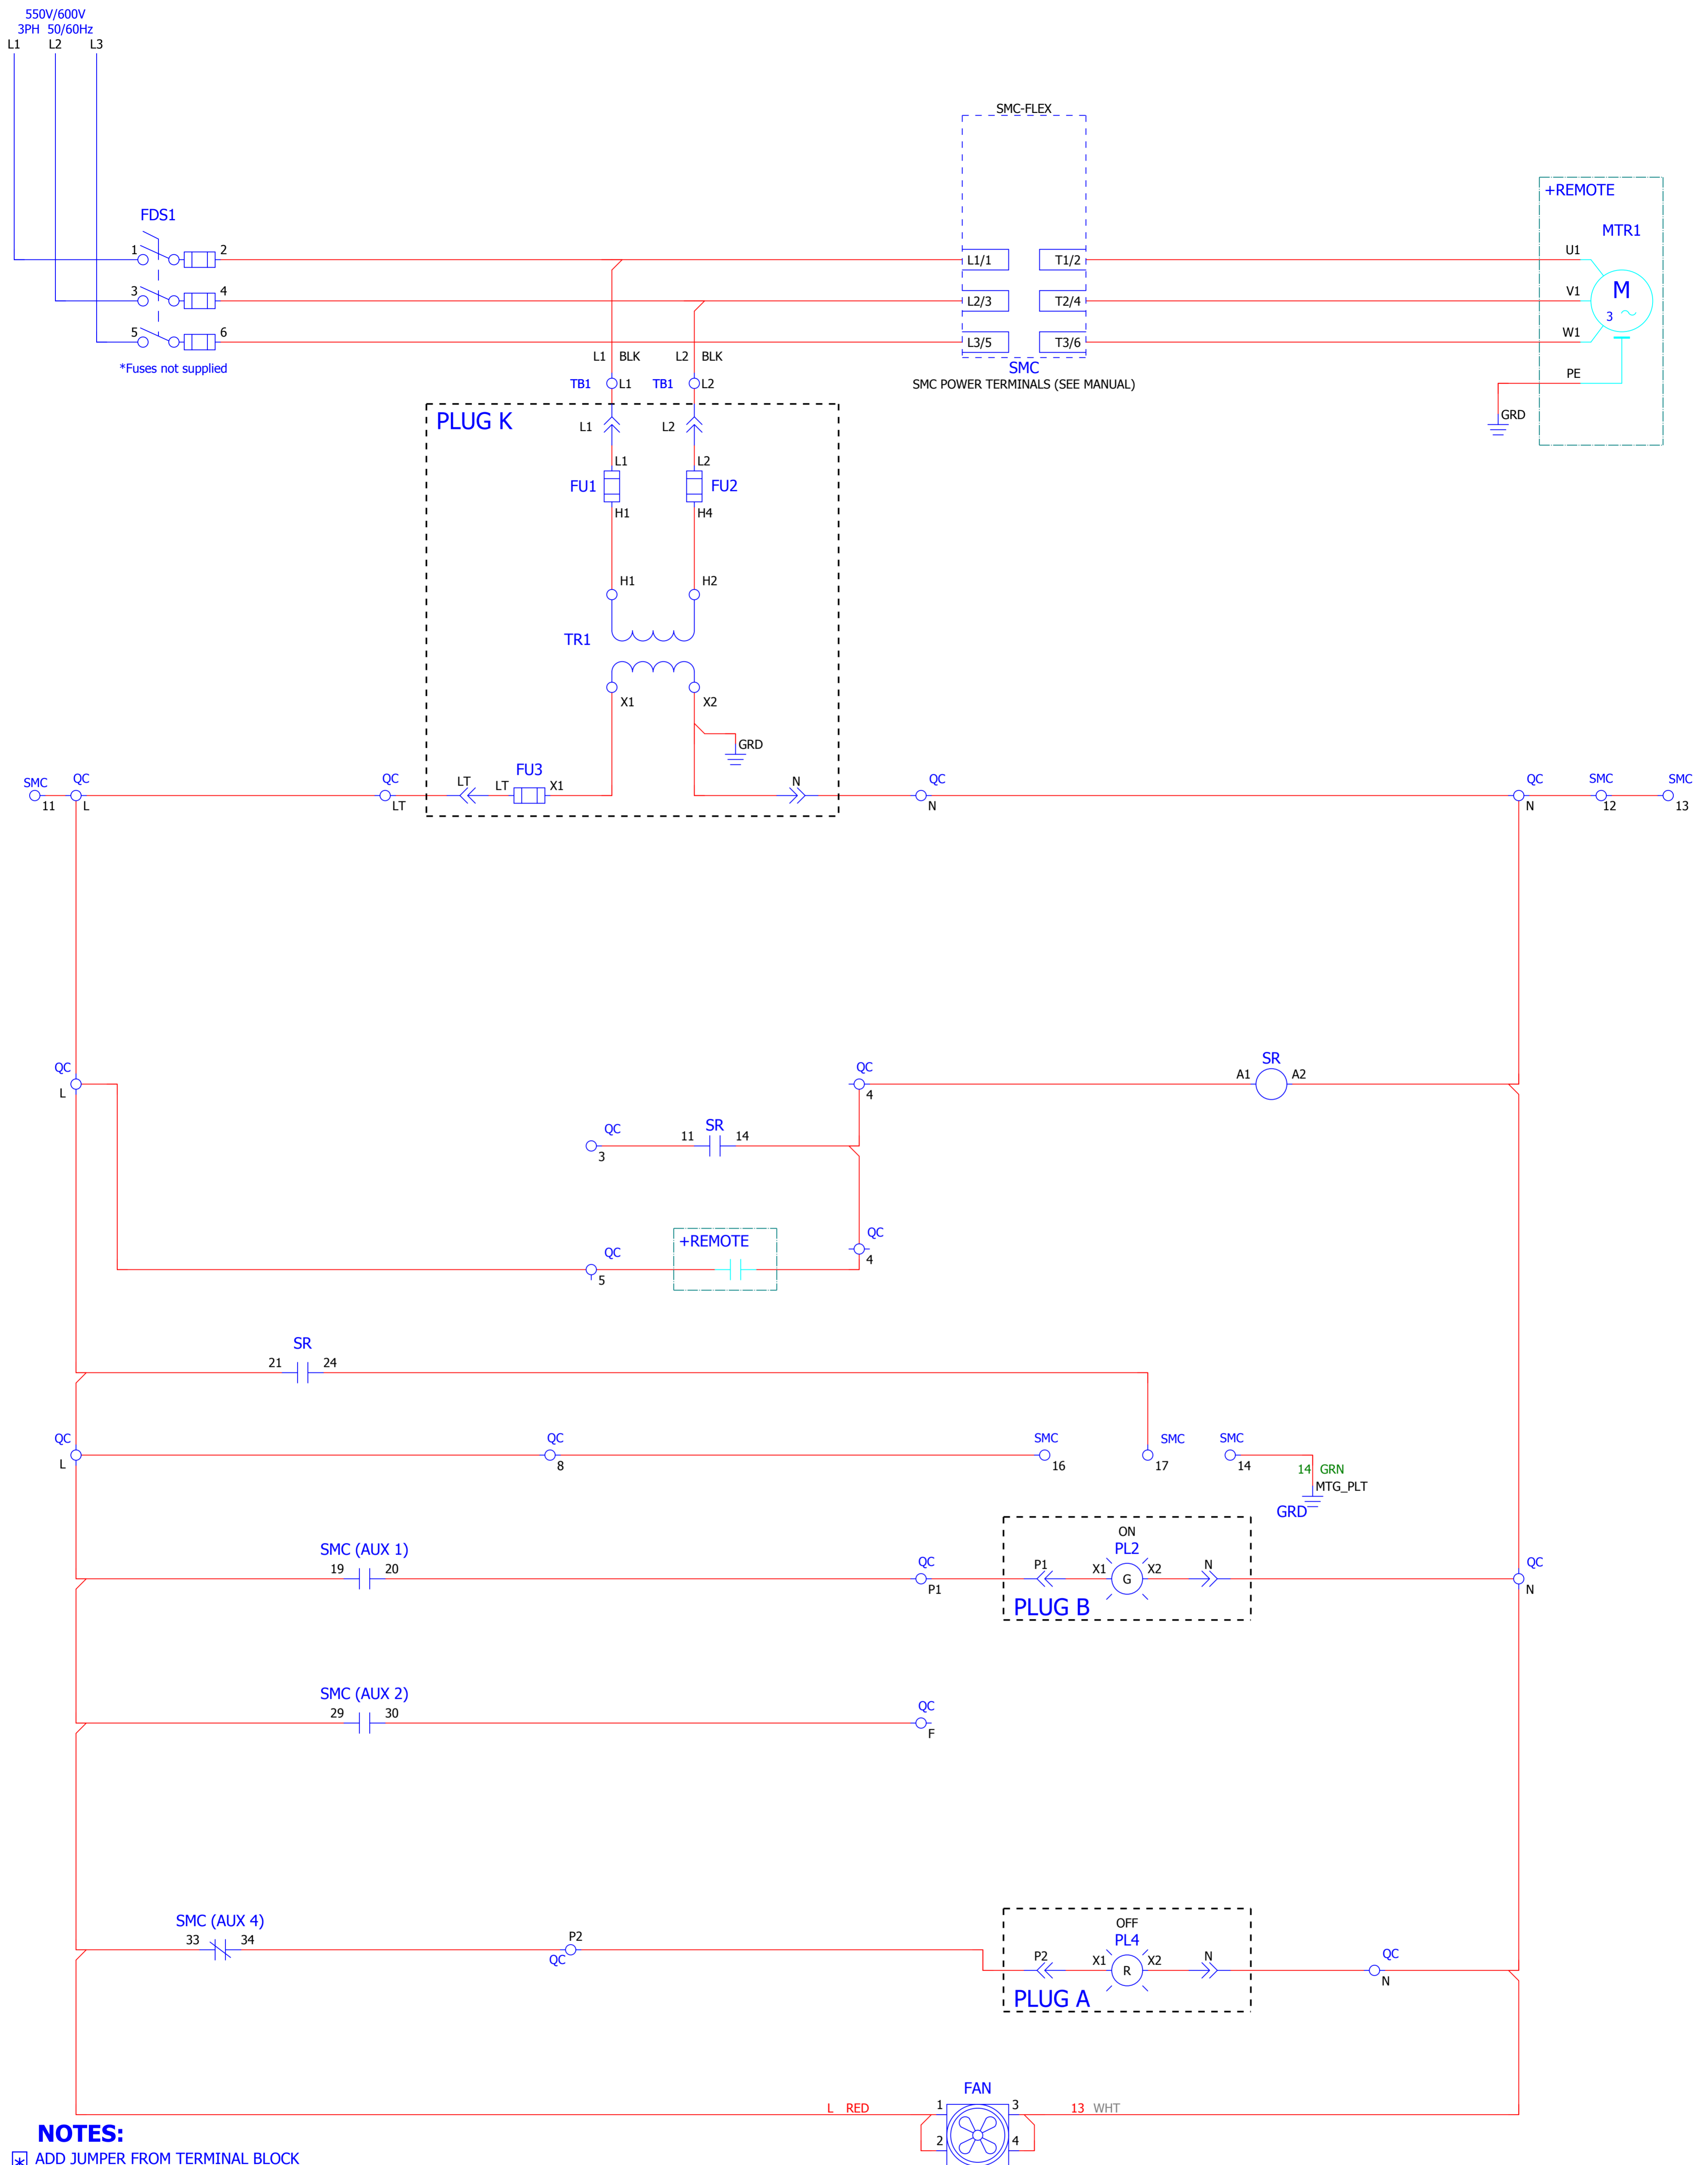 550V/600V
3PH 50/60Hz
L1 L2 L3
SMC-FLEX
+REMOTE
MTR1
FDS1
1 2 L1/1 T1/2 U1
3 4 L2/3 T2/4 V1
M
3
5 6 L3/5 T3/6 W1
*Fuses not supplied
L1 BLK L2 BLK
SMC
SMC POWER TERMINALS (SEE MANUAL)
PE
TB1 L1 TB1 L2
GRD
PLUG K
L1 L2
L1 L2
FU1 FU2
H1 H4
H1 H2
TR1
X1 X2
GRD
SMC QC QC LT LT FU3 X1 N QC QC SMC SMC
11 L LT N N 12 13
QC QC SR
L 4 A1 A2
QC SR
3 11 14
QC
4
+REMOTE
QC
5
SR
21 24
QC QC SMC SMC SMC
L 8 16 17 14
14 GRN
MTG_PLT
GRD
ON
SMC (AUX 1) PL2
19 20 QC P1 X1 G X2 N QC
P1 N
PLUG B
SMC (AUX 2)
29 30 QC
F
SMC (AUX 4)
33 34 P2
QC
OFF
PL4
P2 X1 R X2 N QC
N
PLUG A
FAN
L RED 1 3 13 WHT
2 4
NOTES:
* ADD JUMPER FROM TERMINAL BLOCK